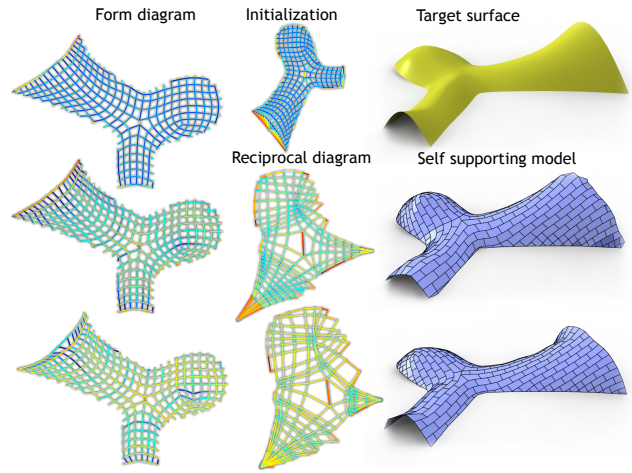 Form diagram
Initialization
Target surface
Reciprocal diagram
Self supporting model